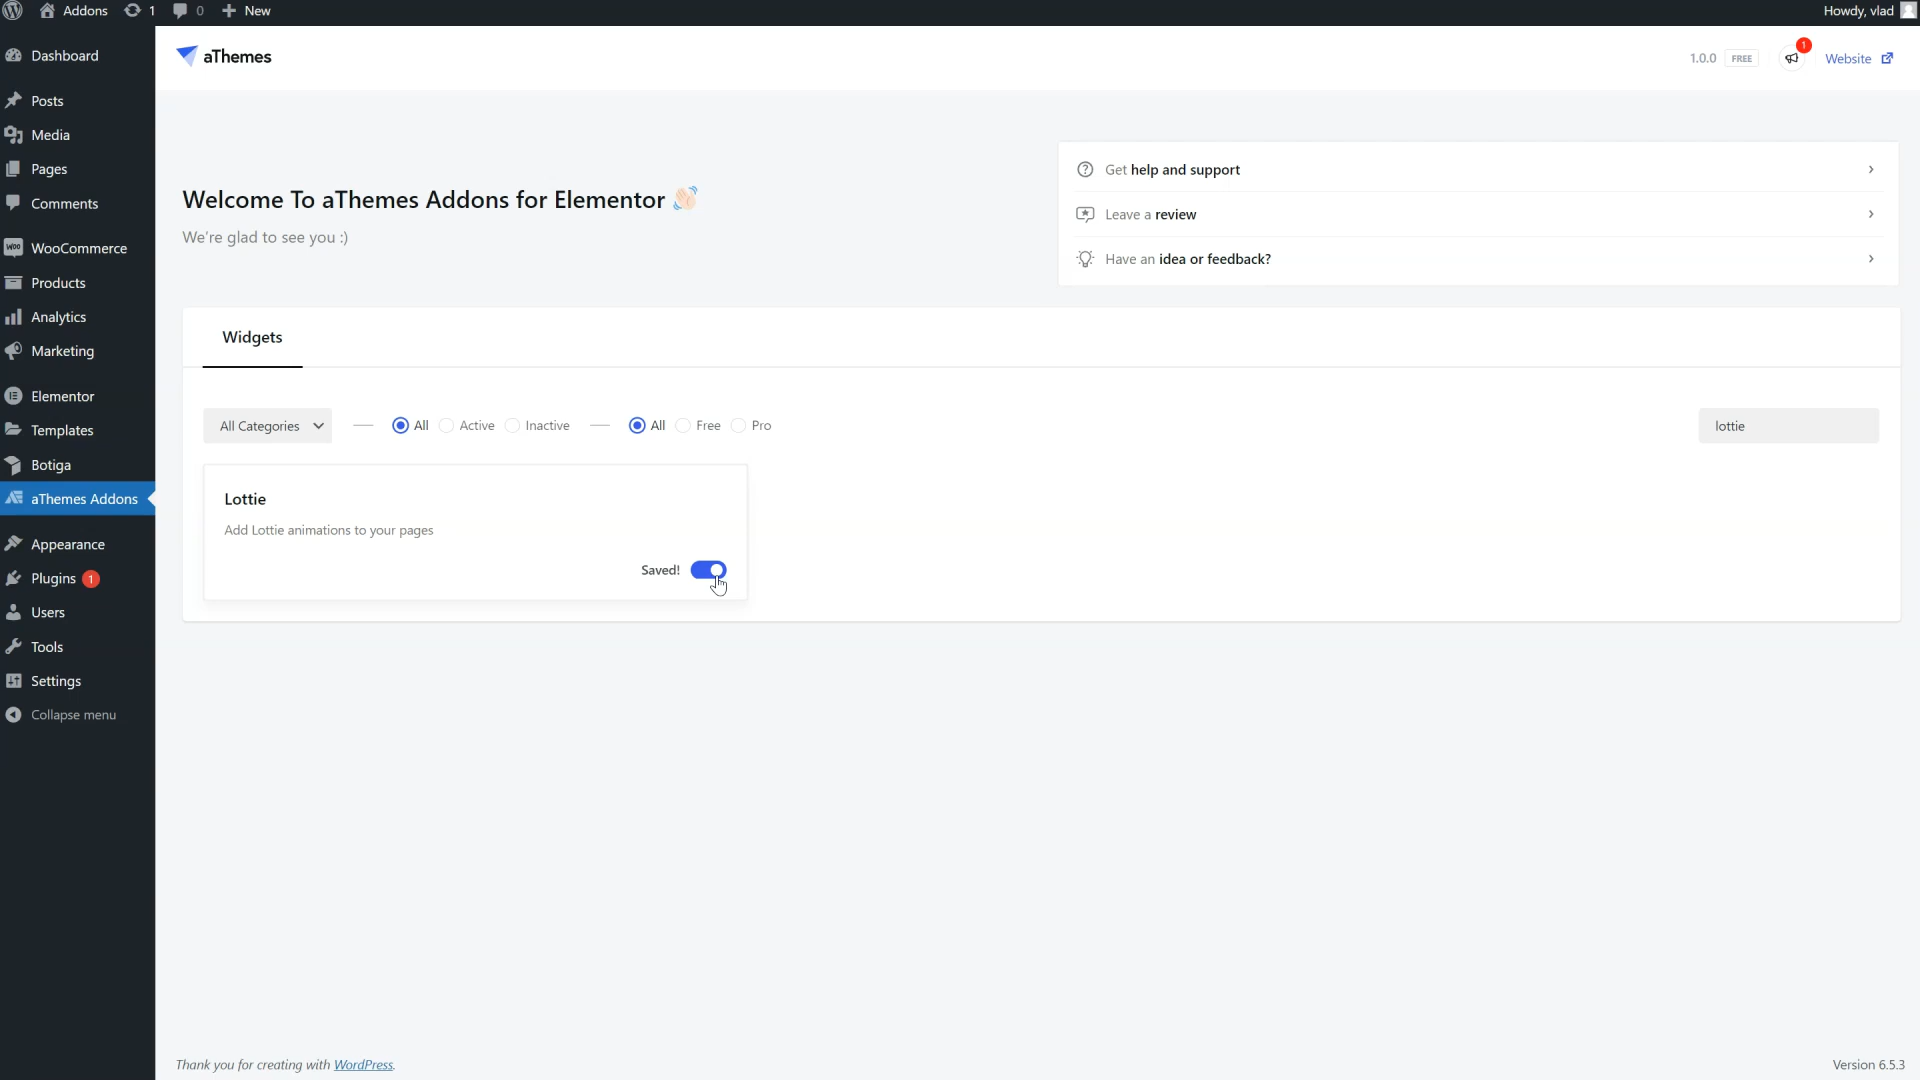 Addons 1 0 New Howdy, vlad
Dashboard
Posts
Media
Pages
Comments
WooCommerce
Products
Analytics
Marketing
Elementor
Templates
Botiga
aThemes Addons
Appearance
Plugins 1
Users
Tools
Settings
Collapse menu
aThemes
1.0.0 FREE 1 Website
Welcome To aThemes Addons for Elementor 👋🏻
We're glad to see you :)
Get help and support
Leave a review
Have an idea or feedback?
Widgets
All Categories All Active Inactive All Free Pro lottie
Lottie
Add Lottie animations to your pages
Saved!
Thank you for creating with WordPress.
Version 6.5.3